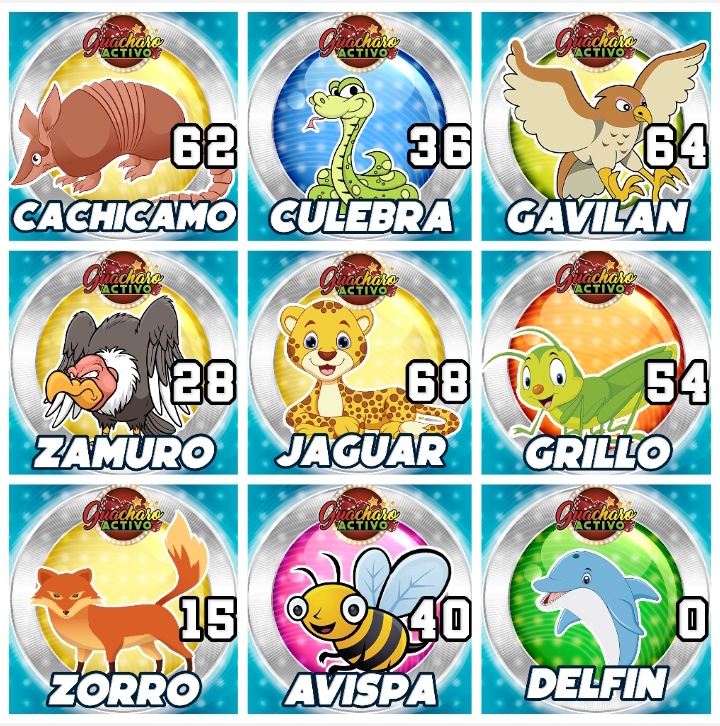 Guácharo
ACTIVO
62
CACHICAMO
Guácharo
ACTIVO
36
CULEBRA
Guácharo
ACTIVO
64
GAVILAN
Guácharo
ACTIVO
28
ZAMURO
Guácharo
ACTIVO
68
JAGUAR
Guácharo
ACTIVO
54
GRILLO
Guácharo
ACTIVO
15
ZORRO
Guácharo
ACTIVO
40
AVISPA
Guácharo
ACTIVO
0
DELFIN